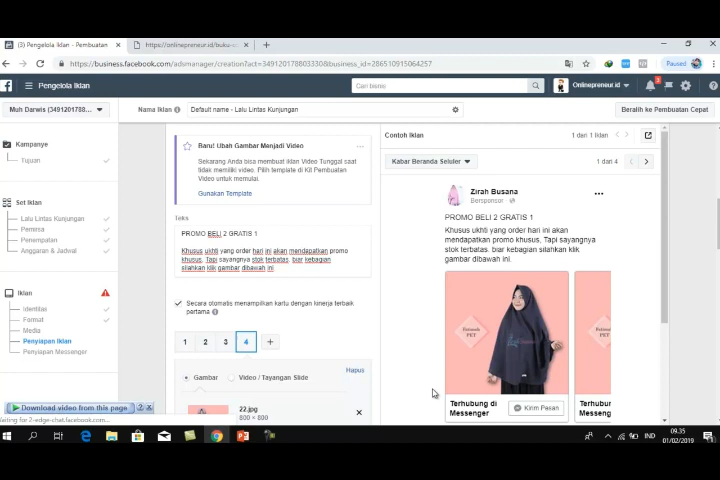 (3) Pengelola Iklan - Pembuatan
https://onlinepreneur.id/buku-o
https://business.facebook.com/adsmanager/creation?act=349120178803330&business_id=286510915064257
Paused
Pengelola Iklan
Cari bisnis
Onlinepreneur.id
Muh Darwis (3491201788...
Nama Iklan
Default name - Lalu Lintas Kunjungan
Beralih ke Pembuatan Cepat
Kampanye
Tujuan
Set Iklan
Lalu Lintas Kunjungan
Pemirsa
Penempatan
Anggaran & Jadwal
Iklan
Identitas
Format
Media
Penyiapan Iklan
Penyiapan Messenger
Baru! Ubah Gambar Menjadi Video
Sekarang Anda bisa membuat iklan Video Tunggal saat
tidak memiliki video. Pilih template di Kit Pembuatan
Video untuk memulai.
Gunakan Template
Teks
PROMO BELI 2 GRATIS 1
Khusus ukhti yang order hari ini akan mendapatkan promo
khusus, Tapi sayangnya stok terbatas. biar kebagian
silahkan klik gambar dibawah ini.
Secara otomatis menampilkan kartu dengan kinerja terbaik
pertama
1 2 3 4 +
Gambar
Video / Tayangan Slide
Hapus
22.jpg
800 × 800
Contoh Iklan
1 dari 1 Iklan
Kabar Beranda Seluler
1 dari 4
Zirah Busana
Bersponsor
PROMO BELI 2 GRATIS 1
Khusus ukhti yang order hari ini akan
mendapatkan promo khusus, Tapi sayangnya
stok terbatas. biar kebagian silahkan klik
gambar dibawah ini.
PET
Terhubung di
Messenger
Kirim Pesan
Terhubu
Messeng
Download video from this page
Waiting for 2-edge-chat.facebook.com...
IND
09.35
01/02/2019